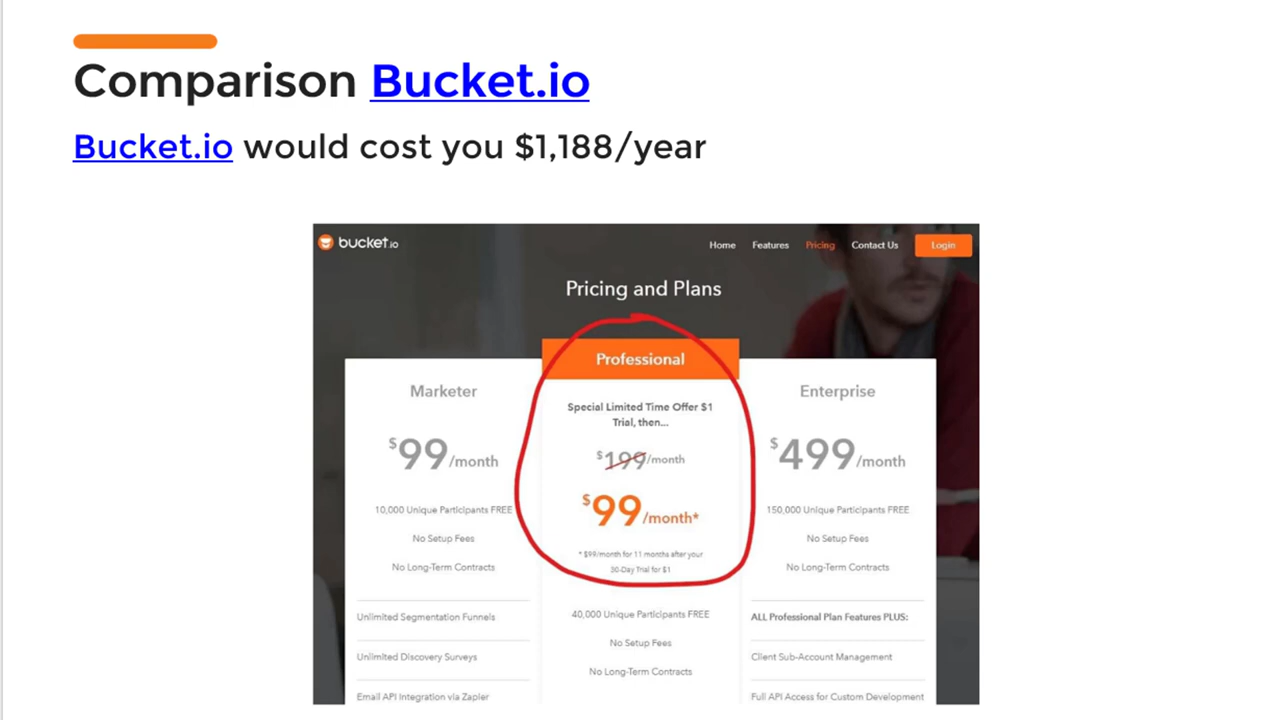 Comparison Bucket.io
Bucket.io would cost you $1,188/year
bucket.io
Home Features Pricing Contact Us Login
Pricing and Plans
Marketer
$99/month
10,000 Unique Participants FREE
No Setup Fees
No Long-Term Contracts
Unlimited Segmentation Funnels
Unlimited Discovery Surveys
Email API Integration via Zapier
Professional
Special Limited Time Offer $1
Trial, then...
$199/month
$99/month*
* $99/month for 11 months after your
30-Day Trial for $1
40,000 Unique Participants FREE
No Setup Fees
No Long-Term Contracts
Enterprise
$499/month
150,000 Unique Participants FREE
No Setup Fees
No Long-Term Contracts
ALL Professional Plan Features PLUS:
Client Sub-Account Management
Full API Access for Custom Development